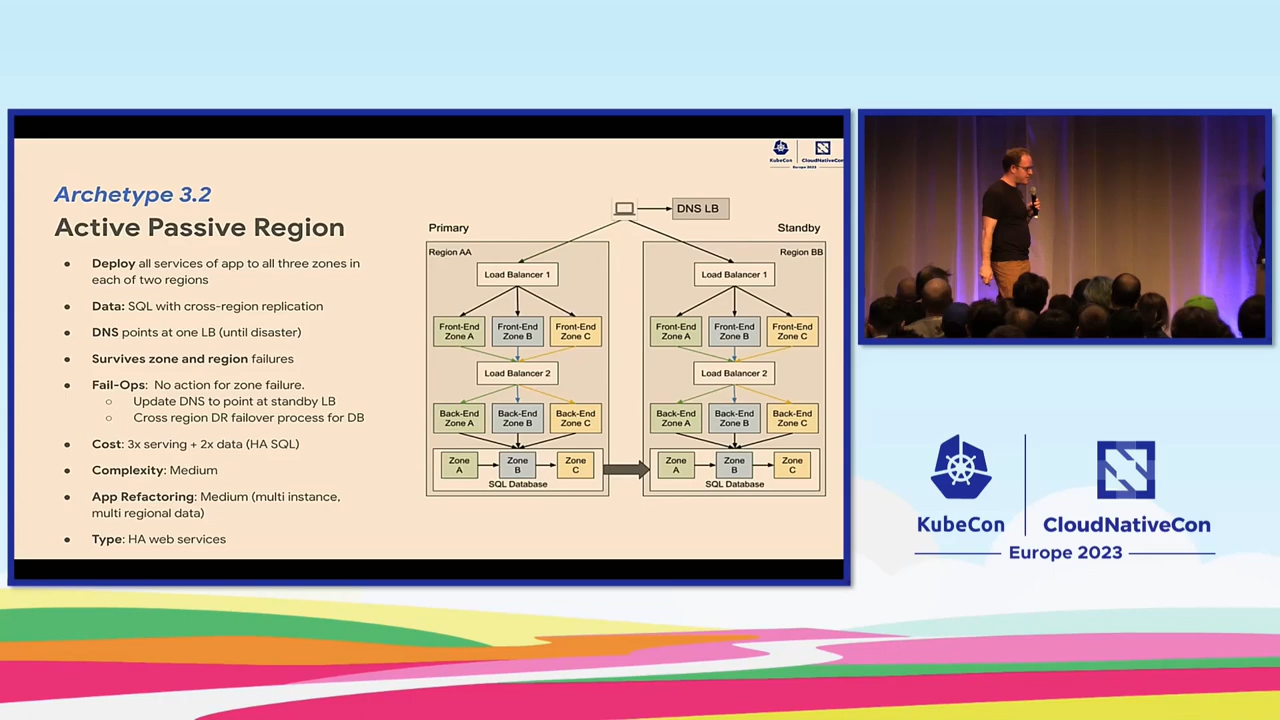 KubeCon
CloudNativeCon
Europe 2023
Archetype 3.2
Active Passive Region
● Deploy all services of app to all three zones in
each of two regions
● Data: SQL with cross-region replication
● DNS points at one LB (until disaster)
● Survives zone and region failures
● Fail-Ops: No action for zone failure.
○ Update DNS to point at standby LB
○ Cross region DR failover process for DB
● Cost: 3x serving + 2x data (HA SQL)
● Complexity: Medium
● App Refactoring: Medium (multi instance,
multi regional data)
● Type: HA web services
DNS LB
Primary
Standby
Region AA
Load Balancer 1
Front-End
Zone A
Front-End
Zone B
Front-End
Zone C
Load Balancer 2
Back-End
Zone A
Back-End
Zone B
Back-End
Zone C
Zone
A
Zone
B
Zone
C
SQL Database
Region BB
Load Balancer 1
Front-End
Zone A
Front-End
Zone B
Front-End
Zone C
Load Balancer 2
Back-End
Zone A
Back-End
Zone B
Back-End
Zone C
Zone
A
Zone
B
Zone
C
SQL Database
KubeCon
CloudNativeCon
Europe 2023